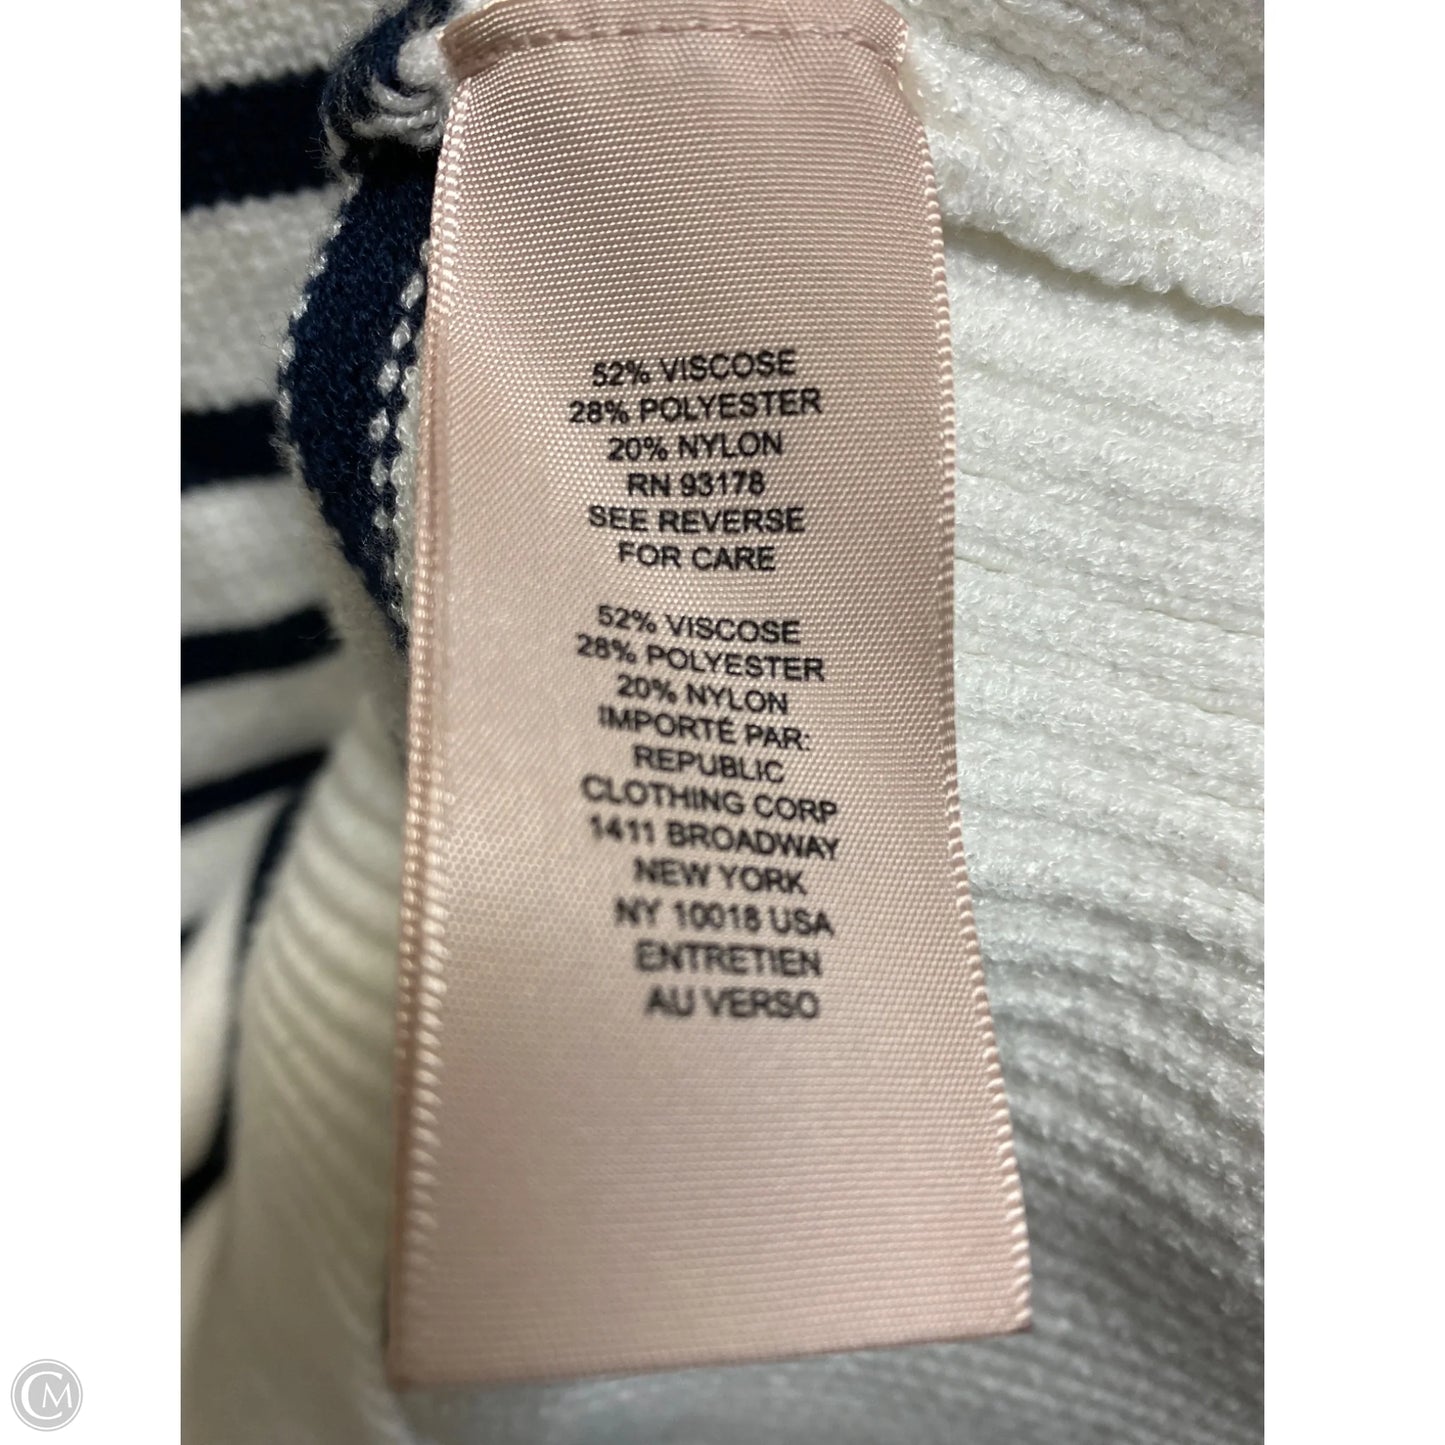 52% VISCOSE
28% POLYESTER
20% NYLON
RN 93178
SEE REVERSE
FOR CARE
52% VISCOSE
28% POLYESTER
20% NYLON
IMPORTÉ PAR:
REPUBLIC
CLOTHING CORP
1411 BROADWAY
NEW YORK
NY 10018 USA
ENTRETIEN
AU VERSO
CM